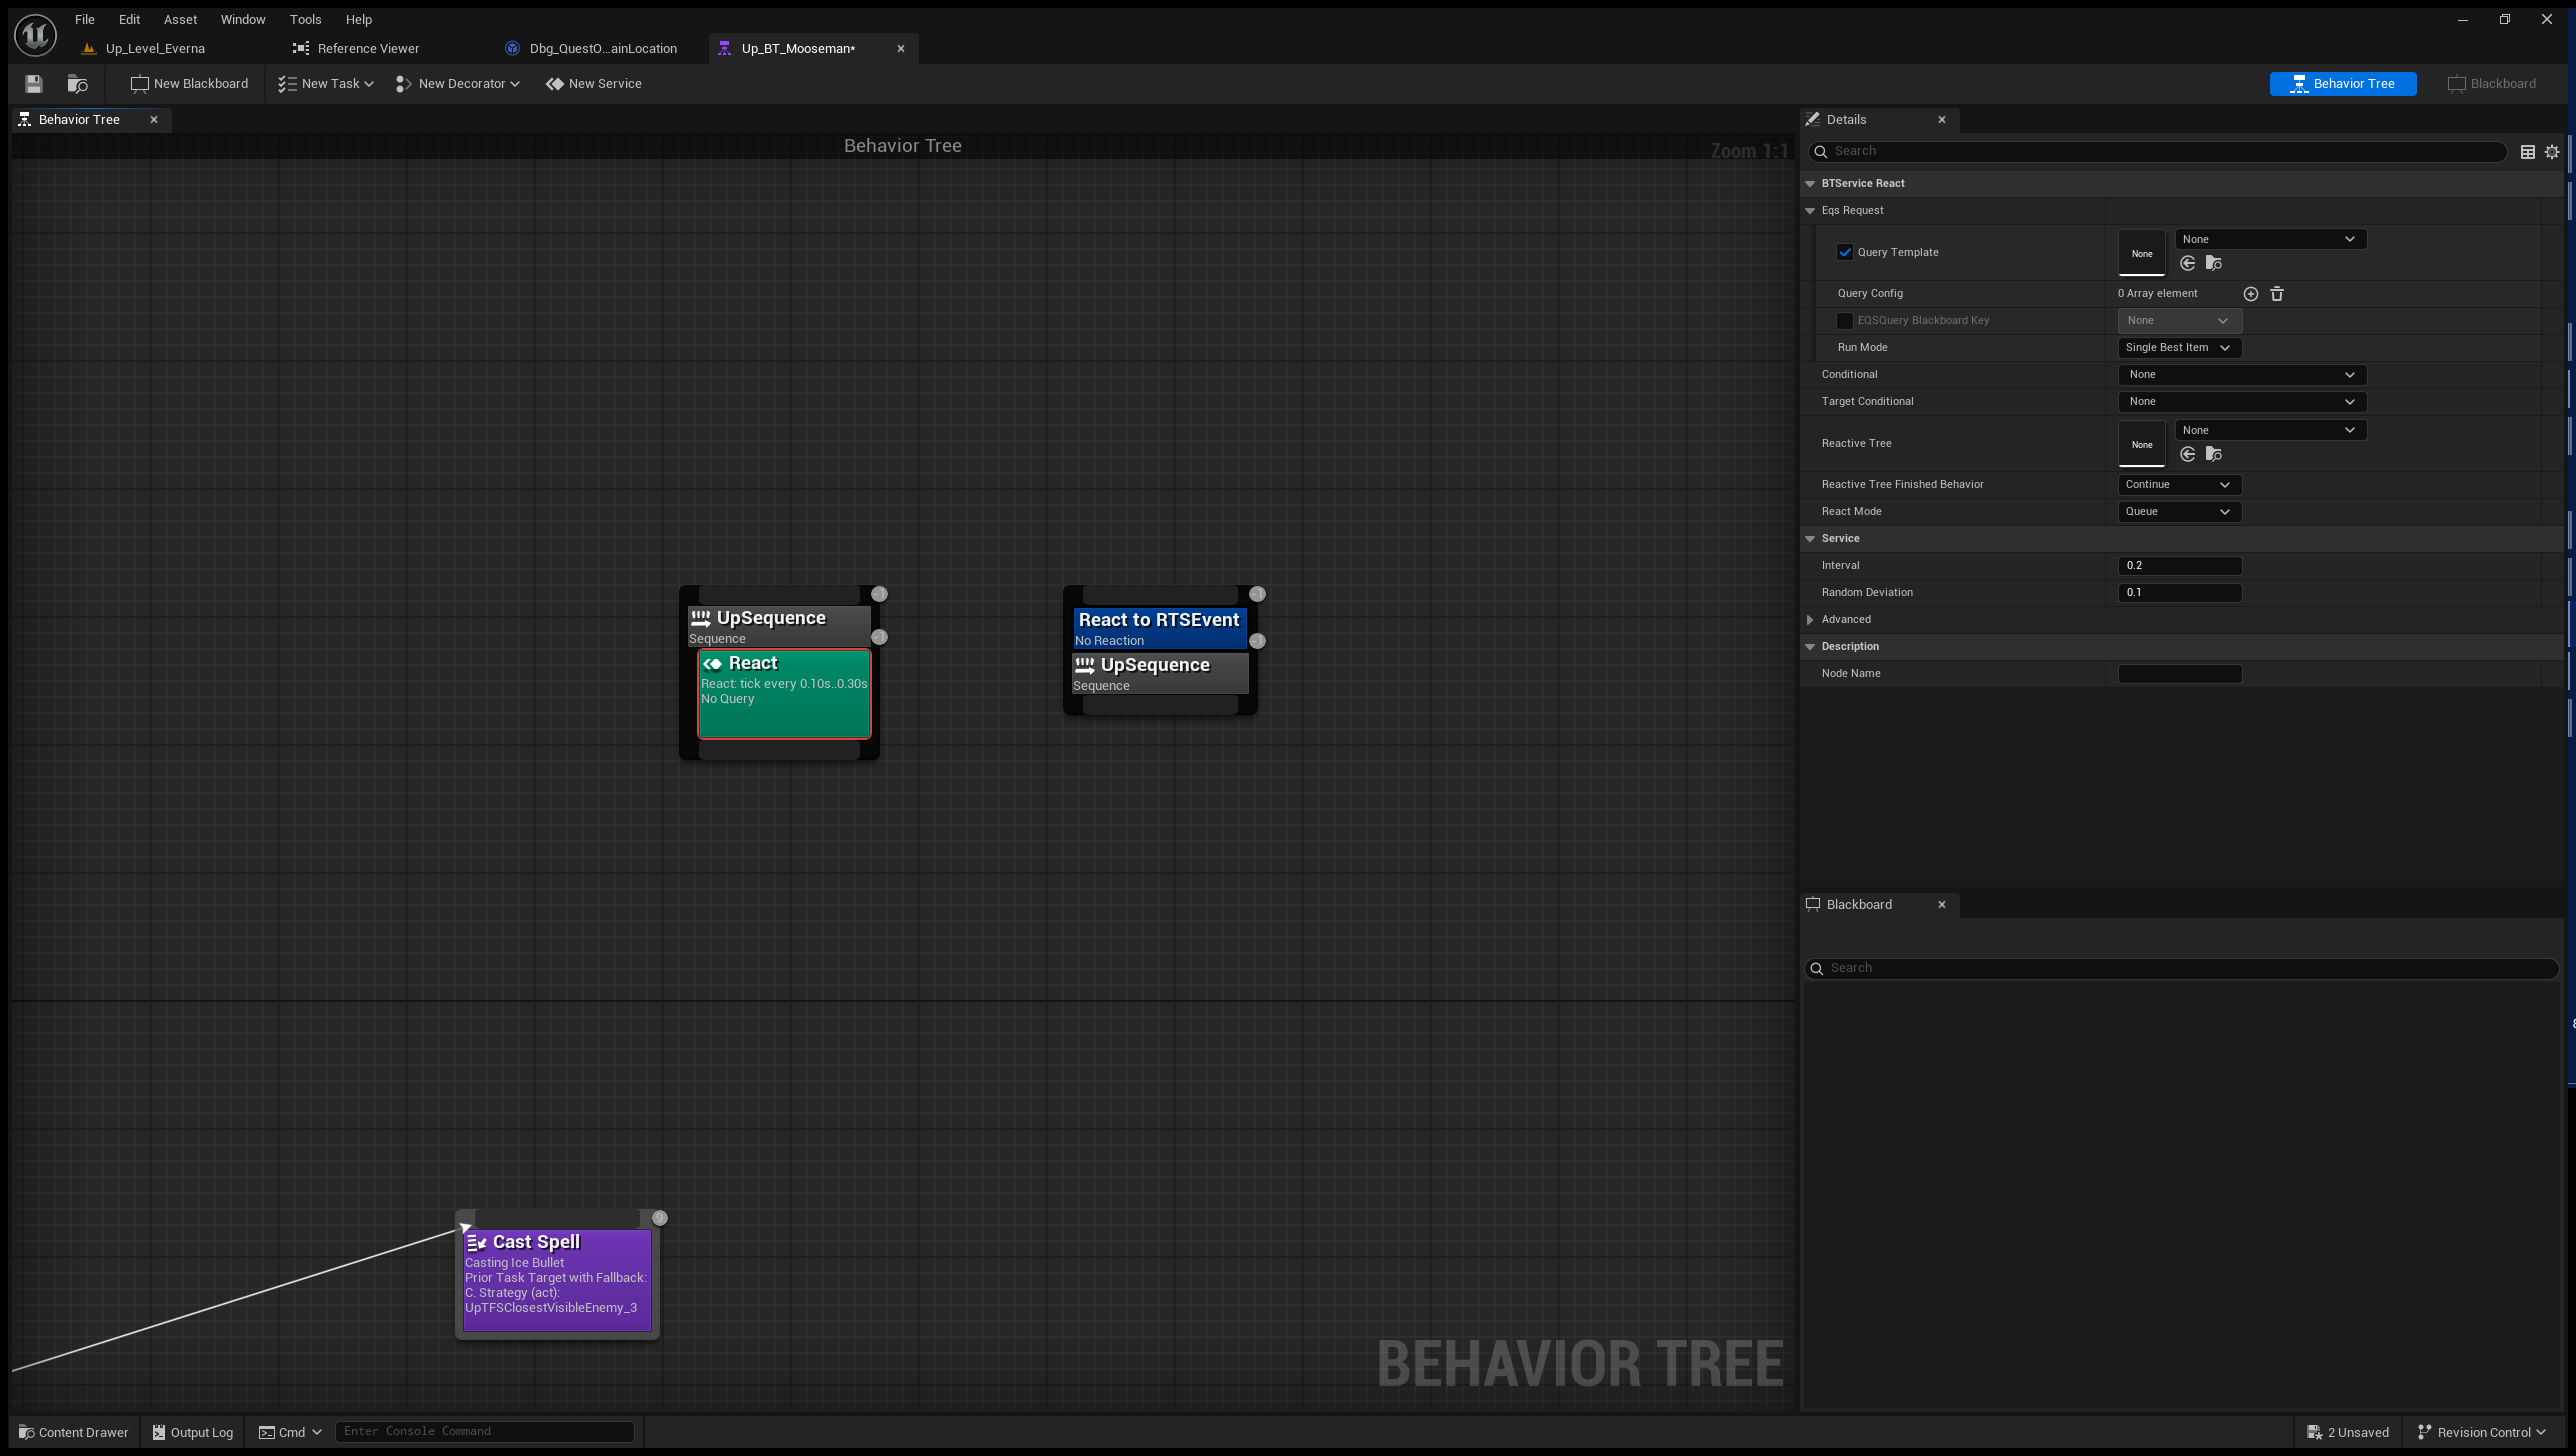 File Edit Asset Window Tools Help
Up_Level_Everna Reference Viewer Dbg_QuestO...ainLocation Up_BT_Mooseman*
New Blackboard New Task New Decorator New Service Behavior Tree Blackboard
Behavior Tree
Behavior Tree
Zoom 1:1
UpSequence
Sequence
React
React: tick every 0.10s..0.30s
No Query
-1
-1
React to RTSEvent
No Reaction
UpSequence
Sequence
-1
-1
Cast Spell
Casting Ice Bullet
Prior Task Target with Fallback:
C. Strategy (act):
UpTFSClosestVisibleEnemy_3
9
BEHAVIOR TREE
Details
Search
BTService React
Eqs Request
Query Template None None
Query Config 0 Array element
EQSQuery Blackboard Key None
Run Mode Single Best Item
Conditional None
Target Conditional None
Reactive Tree None None
Reactive Tree Finished Behavior Continue
React Mode Queue
Service
Interval 0.2
Random Deviation 0.1
Advanced
Description
Node Name
Blackboard
Search
Content Drawer Output Log Cmd Enter Console Command 2 Unsaved Revision Control